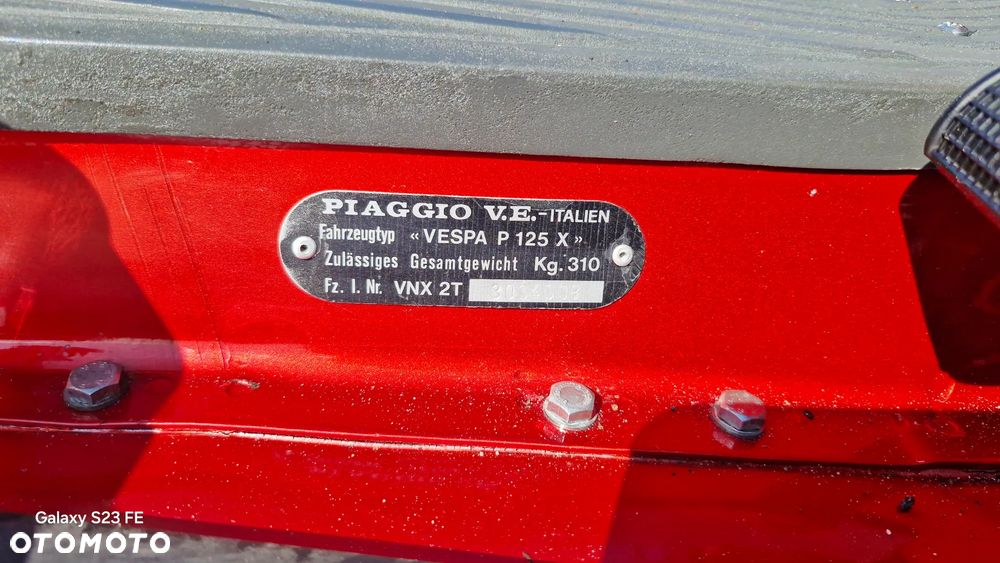 PIAGGIO V.E.-ITALIEN
Fahrzeugtyp «VESPA P 125 X»
Zulässiges Gesamtgewicht Kg. 310
Fz. I. Nr. VNX 2T
Galaxy S23 FE
OTOMOTO